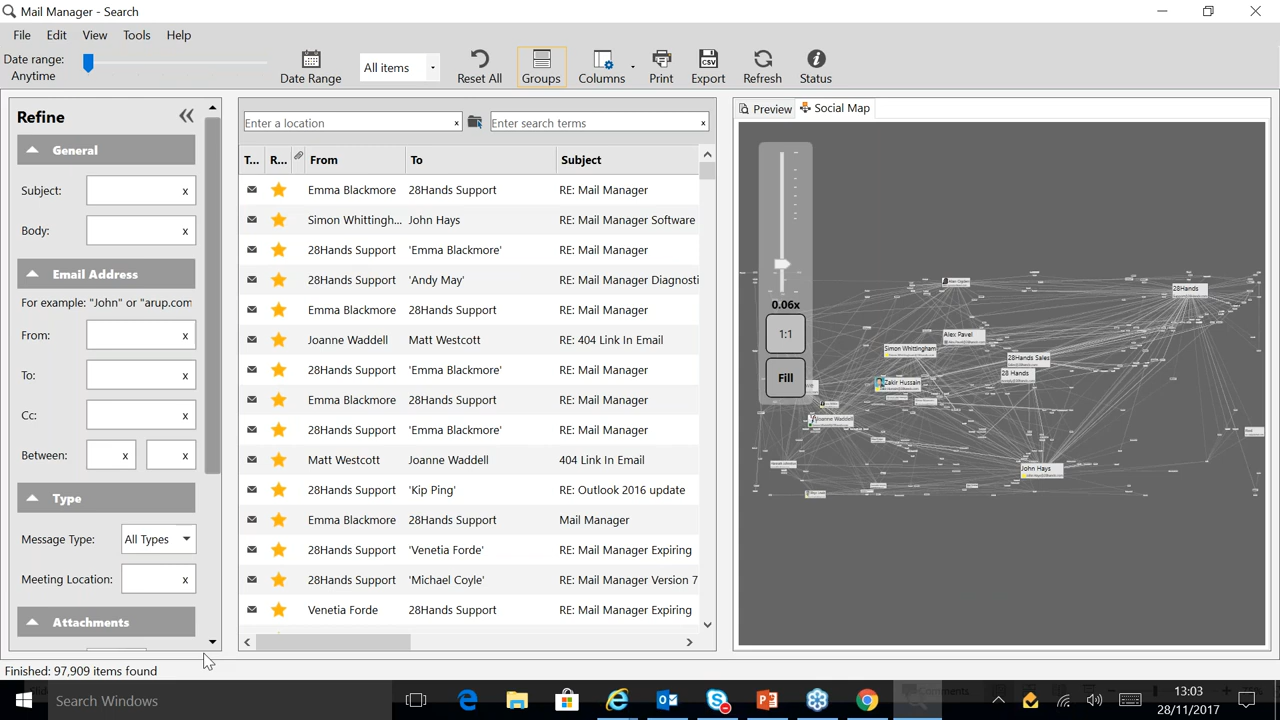 Mail Manager - Search
File Edit View Tools Help
Date range:
Anytime
Date Range
All items
Reset All
Groups
Columns
Print
CSV
Export
Refresh
Status
Refine
General
Subject: x
Body: x
Email Address
For example: "John" or "arup.com
From: x
To: x
Cc: x
Between: x x
Type
Message Type: All Types
Meeting Location: x
Attachments
Enter a location x
Enter search terms x
T... R... From To Subject
Emma Blackmore 28Hands Support RE: Mail Manager
Simon Whittingh... John Hays RE: Mail Manager Software
28Hands Support 'Emma Blackmore' RE: Mail Manager
28Hands Support 'Andy May' RE: Mail Manager Diagnosti
Emma Blackmore 28Hands Support RE: Mail Manager
Joanne Waddell Matt Westcott RE: 404 Link In Email
28Hands Support 'Emma Blackmore' RE: Mail Manager
Emma Blackmore 28Hands Support RE: Mail Manager
28Hands Support 'Emma Blackmore' RE: Mail Manager
Matt Westcott Joanne Waddell 404 Link In Email
28Hands Support 'Kip Ping' RE: Outlook 2016 update
Emma Blackmore 28Hands Support Mail Manager
28Hands Support 'Venetia Forde' RE: Mail Manager Expiring
28Hands Support 'Michael Coyle' RE: Mail Manager Version 7
Venetia Forde 28Hands Support RE: Mail Manager Expiring
Preview Social Map
0.06x
1:1
Fill
28Hands
Alex Pavel
Simon Whittingham
28Hands Sales
28 Hands
Zakir Hussain
Joanne Waddell
John Hays
Finished: 97,909 items found
Search Windows
Comments
13:03
28/11/2017